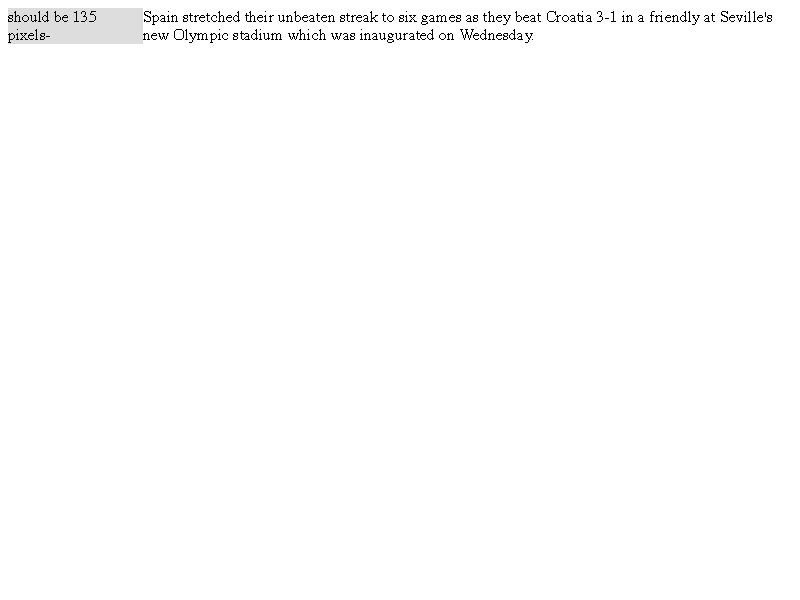 should be 135
pixels-
Spain stretched their unbeaten streak to six games as they beat Croatia 3-1 in a friendly at Seville's
new Olympic stadium which was inaugurated on Wednesday.